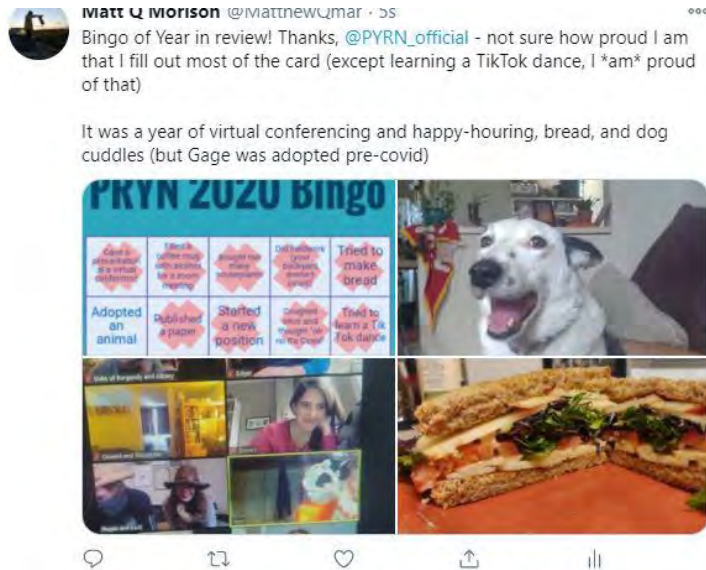 Matt Q Morison @MatthewQmar · 5s
Bingo of Year in review! Thanks, @PYRN_official - not sure how proud I am
that I fill out most of the card (except learning a TikTok dance, I *am* proud
of that)
It was a year of virtual conferencing and happy-houring, bread, and dog
cuddles (but Gage was adopted pre-covid)
PRYN 2020 Bingo
Tried to
make
bread
Adopted
an
animal
Published
a paper
Started
a new
position
Tried to
learn a Tik
Tok dance